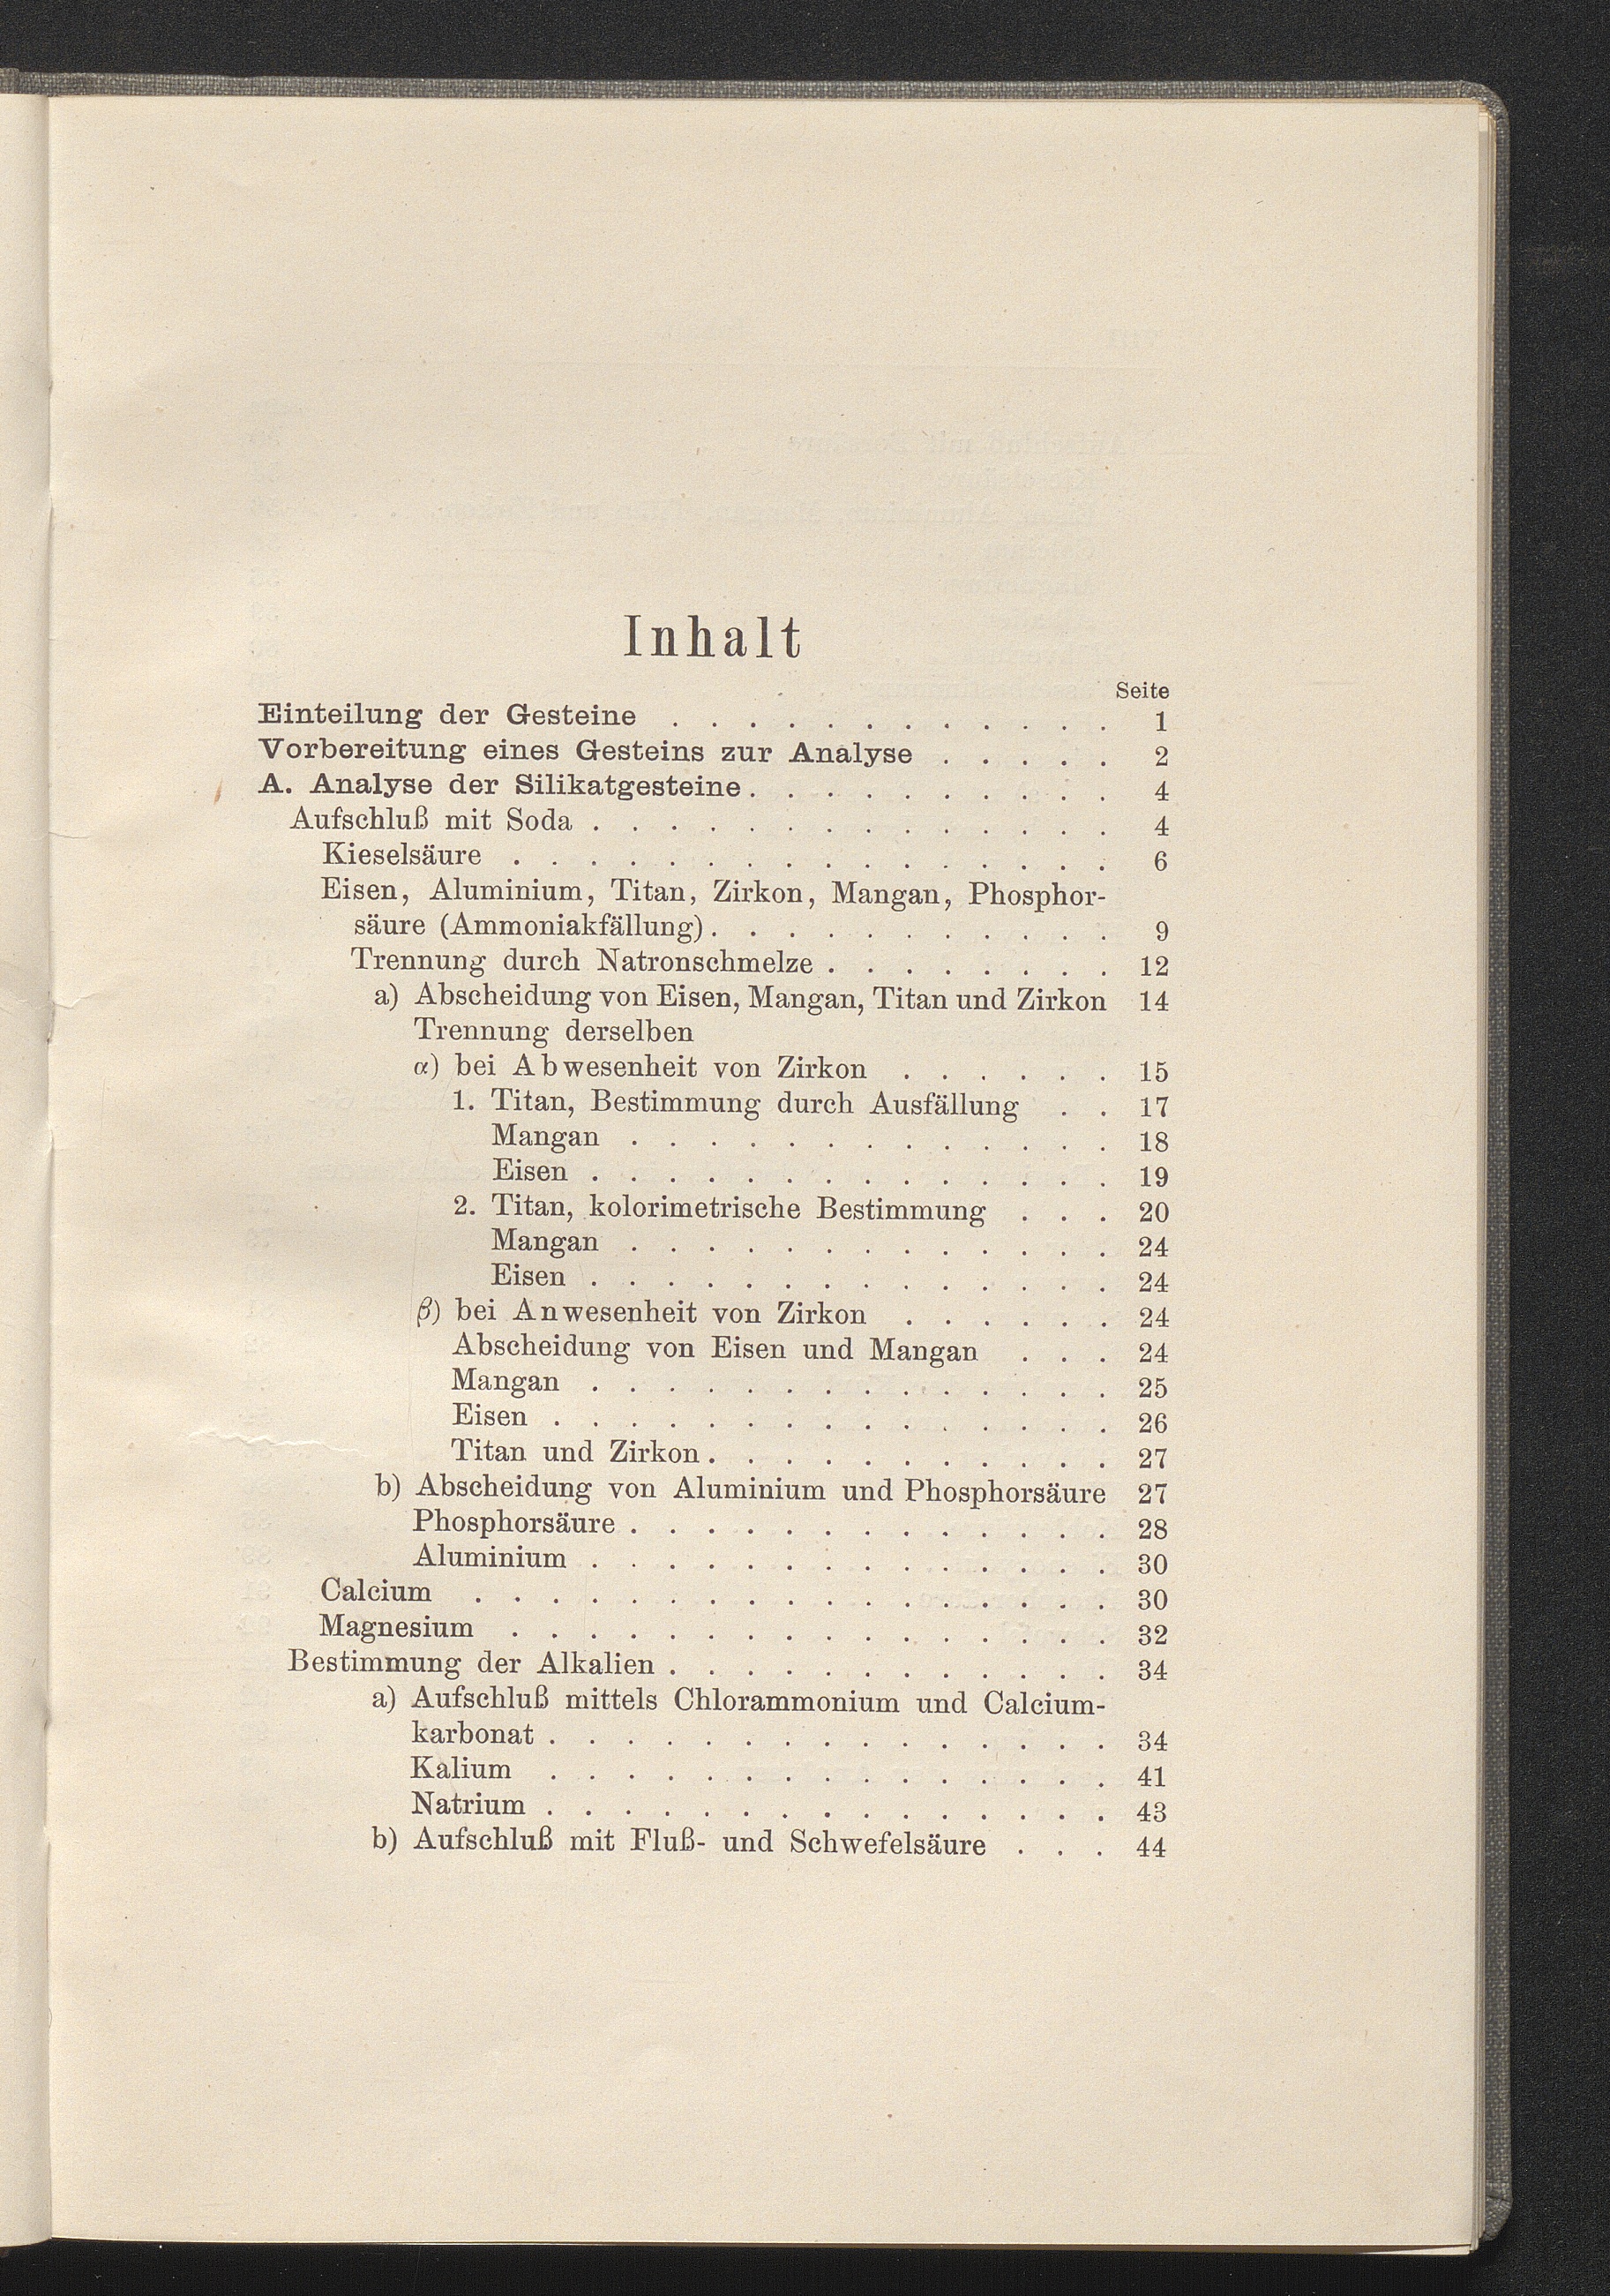 Inhalt
Seite
Einteilung der Gesteine . . . . . . . . . . . . 1
Vorbereitung eines Gesteins zur Analyse . . . . . 2
A. Analyse der Silikatgesteine . . . . . . . . . . 4
Aufschluß mit Soda . . . . . . . . . . . . . . 4
Kieselsäure . . . . . . . . . . . . . . . . 6
Eisen, Aluminium, Titan, Zirkon, Mangan, Phosphor-
säure (Ammoniakfällung) . . . . . . . . . . . 9
Trennung durch Natronschmelze . . . . . . . . 12
a) Abscheidung von Eisen, Mangan, Titan und Zirkon 14
Trennung derselben
α) bei Abwesenheit von Zirkon . . . . . . 15
1. Titan, Bestimmung durch Ausfällung . . 17
Mangan . . . . . . . . . . . . . 18
Eisen . . . . . . . . . . . . . . 19
2. Titan, kolorimetrische Bestimmung . . . 20
Mangan . . . . . . . . . . . . . 24
Eisen . . . . . . . . . . . . . . 24
β) bei Anwesenheit von Zirkon . . . . . . 24
Abscheidung von Eisen und Mangan . . . 24
Mangan . . . . . . . . . . . . . . 25
Eisen . . . . . . . . . . . . . . . 26
Titan und Zirkon . . . . . . . . . . . 27
b) Abscheidung von Aluminium und Phosphorsäure 27
Phosphorsäure . . . . . . . . . . . . . 28
Aluminium . . . . . . . . . . . . . . 30
Calcium . . . . . . . . . . . . . . . . . 30
Magnesium . . . . . . . . . . . . . . . . 32
Bestimmung der Alkalien . . . . . . . . . . . . 34
a) Aufschluß mittels Chlorammonium und Calcium-
karbonat . . . . . . . . . . . . . . . 34
Kalium . . . . . . . . . . . . . . . 41
Natrium . . . . . . . . . . . . . . . 43
b) Aufschluß mit Fluß- und Schwefelsäure . . . 44